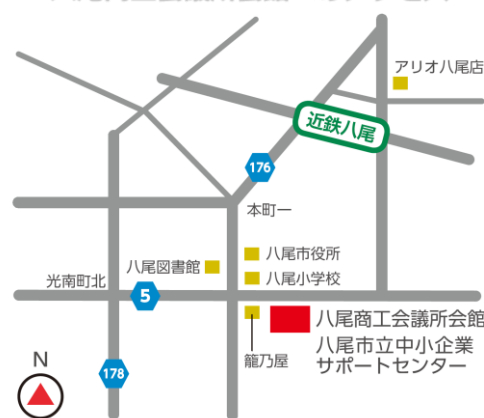 アリオ八尾店
近鉄八尾
176
本町一
八尾市役所
八尾図書館
八尾小学校
光南町北
5
八尾商工会議所会館
八尾市立中小企業
サポートセンター
籠乃屋
N
178